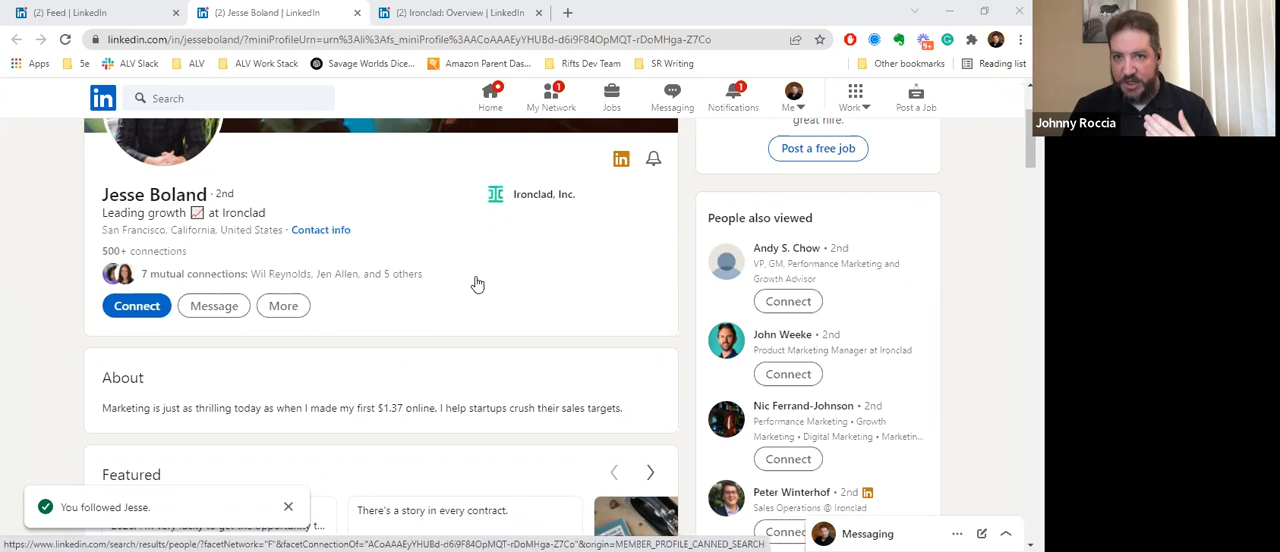 (2) Feed | LinkedIn
(2) Jesse Boland | LinkedIn
(2) Ironclad: Overview | LinkedIn
linkedin.com/in/jesseboland/?miniProfileUrn=urn%3Ali%3Afs_miniProfile%3AACoAAAEyYHUBd-d6i9F84OpMQT-rDoMHga-Z7Co
9+
Apps
5e
ALV Slack
ALV
ALV Work Stack
Savage Worlds Dice...
Amazon Parent Das...
Rifts Dev Team
SR Writing
Other bookmarks
Reading list
in
Search
Home
1
My Network
Jobs
Messaging
1
Notifications
Me
Work
Post a Job
Johnny Roccia
great hire.
Post a free job
Jesse Boland · 2nd
Leading growth 📈 at Ironclad
San Francisco, California, United States · Contact info
500+ connections
7 mutual connections: Wil Reynolds, Jen Allen, and 5 others
Connect
Message
More
Ironclad, Inc.
About
Marketing is just as thrilling today as when I made my first $1.37 online. I help startups crush their sales targets.
Featured
There's a story in every contract.
You followed Jesse.
People also viewed
Andy S. Chow • 2nd
VP, GM, Performance Marketing and
Growth Advisor
Connect
John Weeke • 2nd
Product Marketing Manager at Ironclad
Connect
Nic Ferrand-Johnson • 2nd
Performance Marketing • Growth
Marketing • Digital Marketing • Marketin...
Connect
Peter Winterhof • 2nd
Sales Operations @ Ironclad
Messaging
https://www.linkedin.com/search/results/people/?facetNetwork="F"&facetConnectionOf="ACoAAAEyYHUBd-d6i9F84OpMQT-rDoMHga-Z7Co"&origin=MEMBER_PROFILE_CANNED_SEARCH